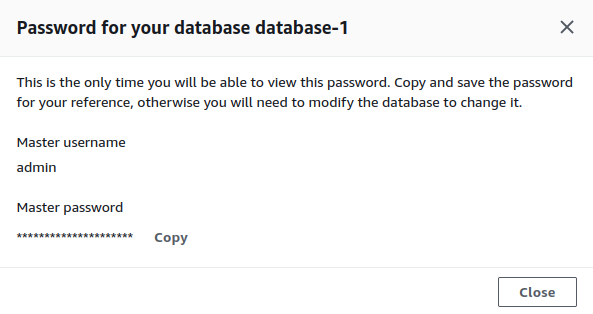 Password for your database database-1
This is the only time you will be able to view this password. Copy and save the password
for your reference, otherwise you will need to modify the database to change it.
Master username
admin
Master password
********************* Copy
Close